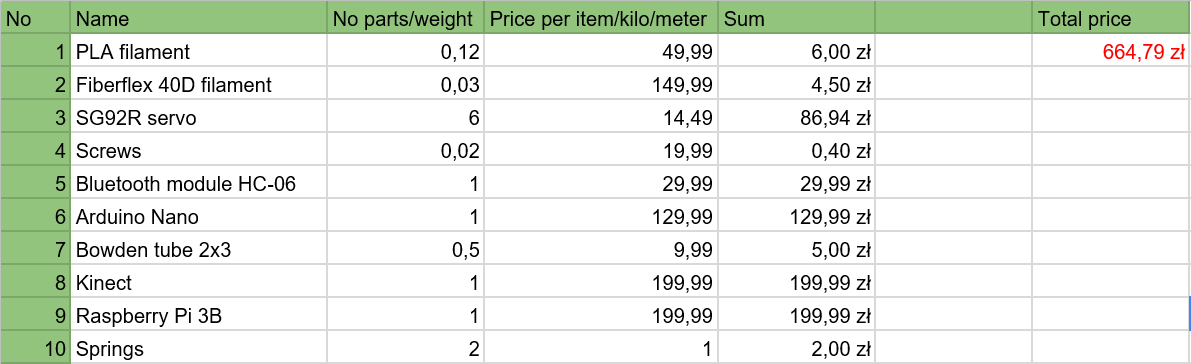 No Name No parts/weight Price per item/kilo/meter Sum Total price
1 PLA filament 0,12 49,99 6,00 zł 664,79 zł
2 Fiberflex 40D filament 0,03 149,99 4,50 zł
3 SG92R servo 6 14,49 86,94 zł
4 Screws 0,02 19,99 0,40 zł
5 Bluetooth module HC-06 1 29,99 29,99 zł
6 Arduino Nano 1 129,99 129,99 zł
7 Bowden tube 2x3 0,5 9,99 5,00 zł
8 Kinect 1 199,99 199,99 zł
9 Raspberry Pi 3B 1 199,99 199,99 zł
10 Springs 2 1 2,00 zł